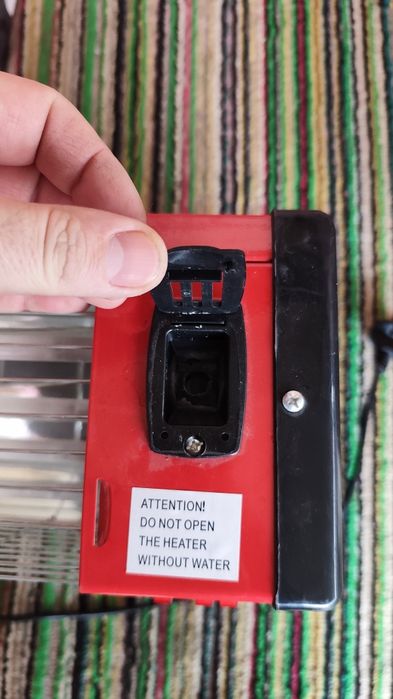 ATTENTION!
DO NOT OPEN
THE HEATER
WITHOUT WATER